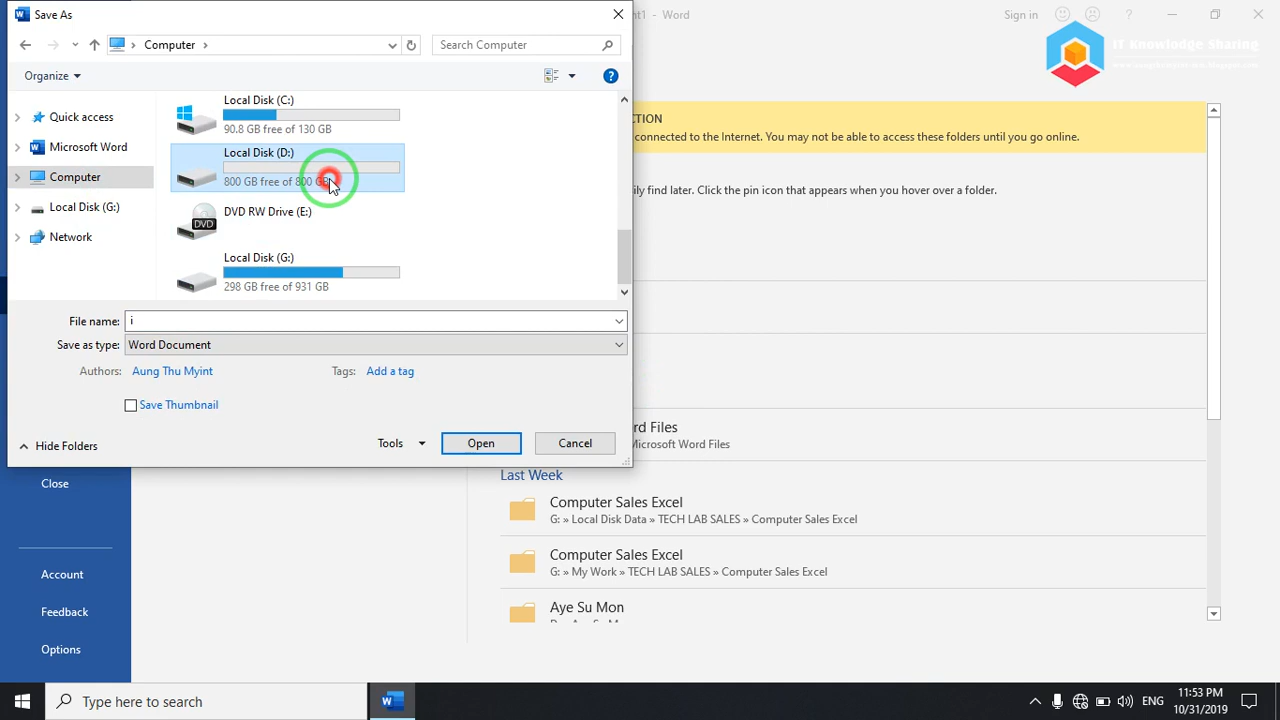 Save As
nt1 - Word
Sign in
Computer
Search Computer
IT Knowledge Sharing
Organize
Local Disk (C:)
90.8 GB free of 130 GB
Quick access
CTION
connected to the Internet. You may not be able to access these folders until you go online.
Microsoft Word
Local Disk (D:)
800 GB free of 800 GB
Computer
ily find later. Click the pin icon that appears when you hover over a folder.
Local Disk (G:)
DVD
DVD RW Drive (E:)
Network
Local Disk (G:)
298 GB free of 931 GB
File name: i
Save as type: Word Document
Authors: Aung Thu Myint
Tags: Add a tag
Save Thumbnail
rd Files
Microsoft Word Files
Hide Folders
Tools
Open
Cancel
Last Week
Close
Computer Sales Excel
G: » Local Disk Data » TECH LAB SALES » Computer Sales Excel
Computer Sales Excel
G: » My Work » TECH LAB SALES » Computer Sales Excel
Account
Aye Su Mon
Feedback
Options
Type here to search
ENG
11:53 PM
10/31/2019